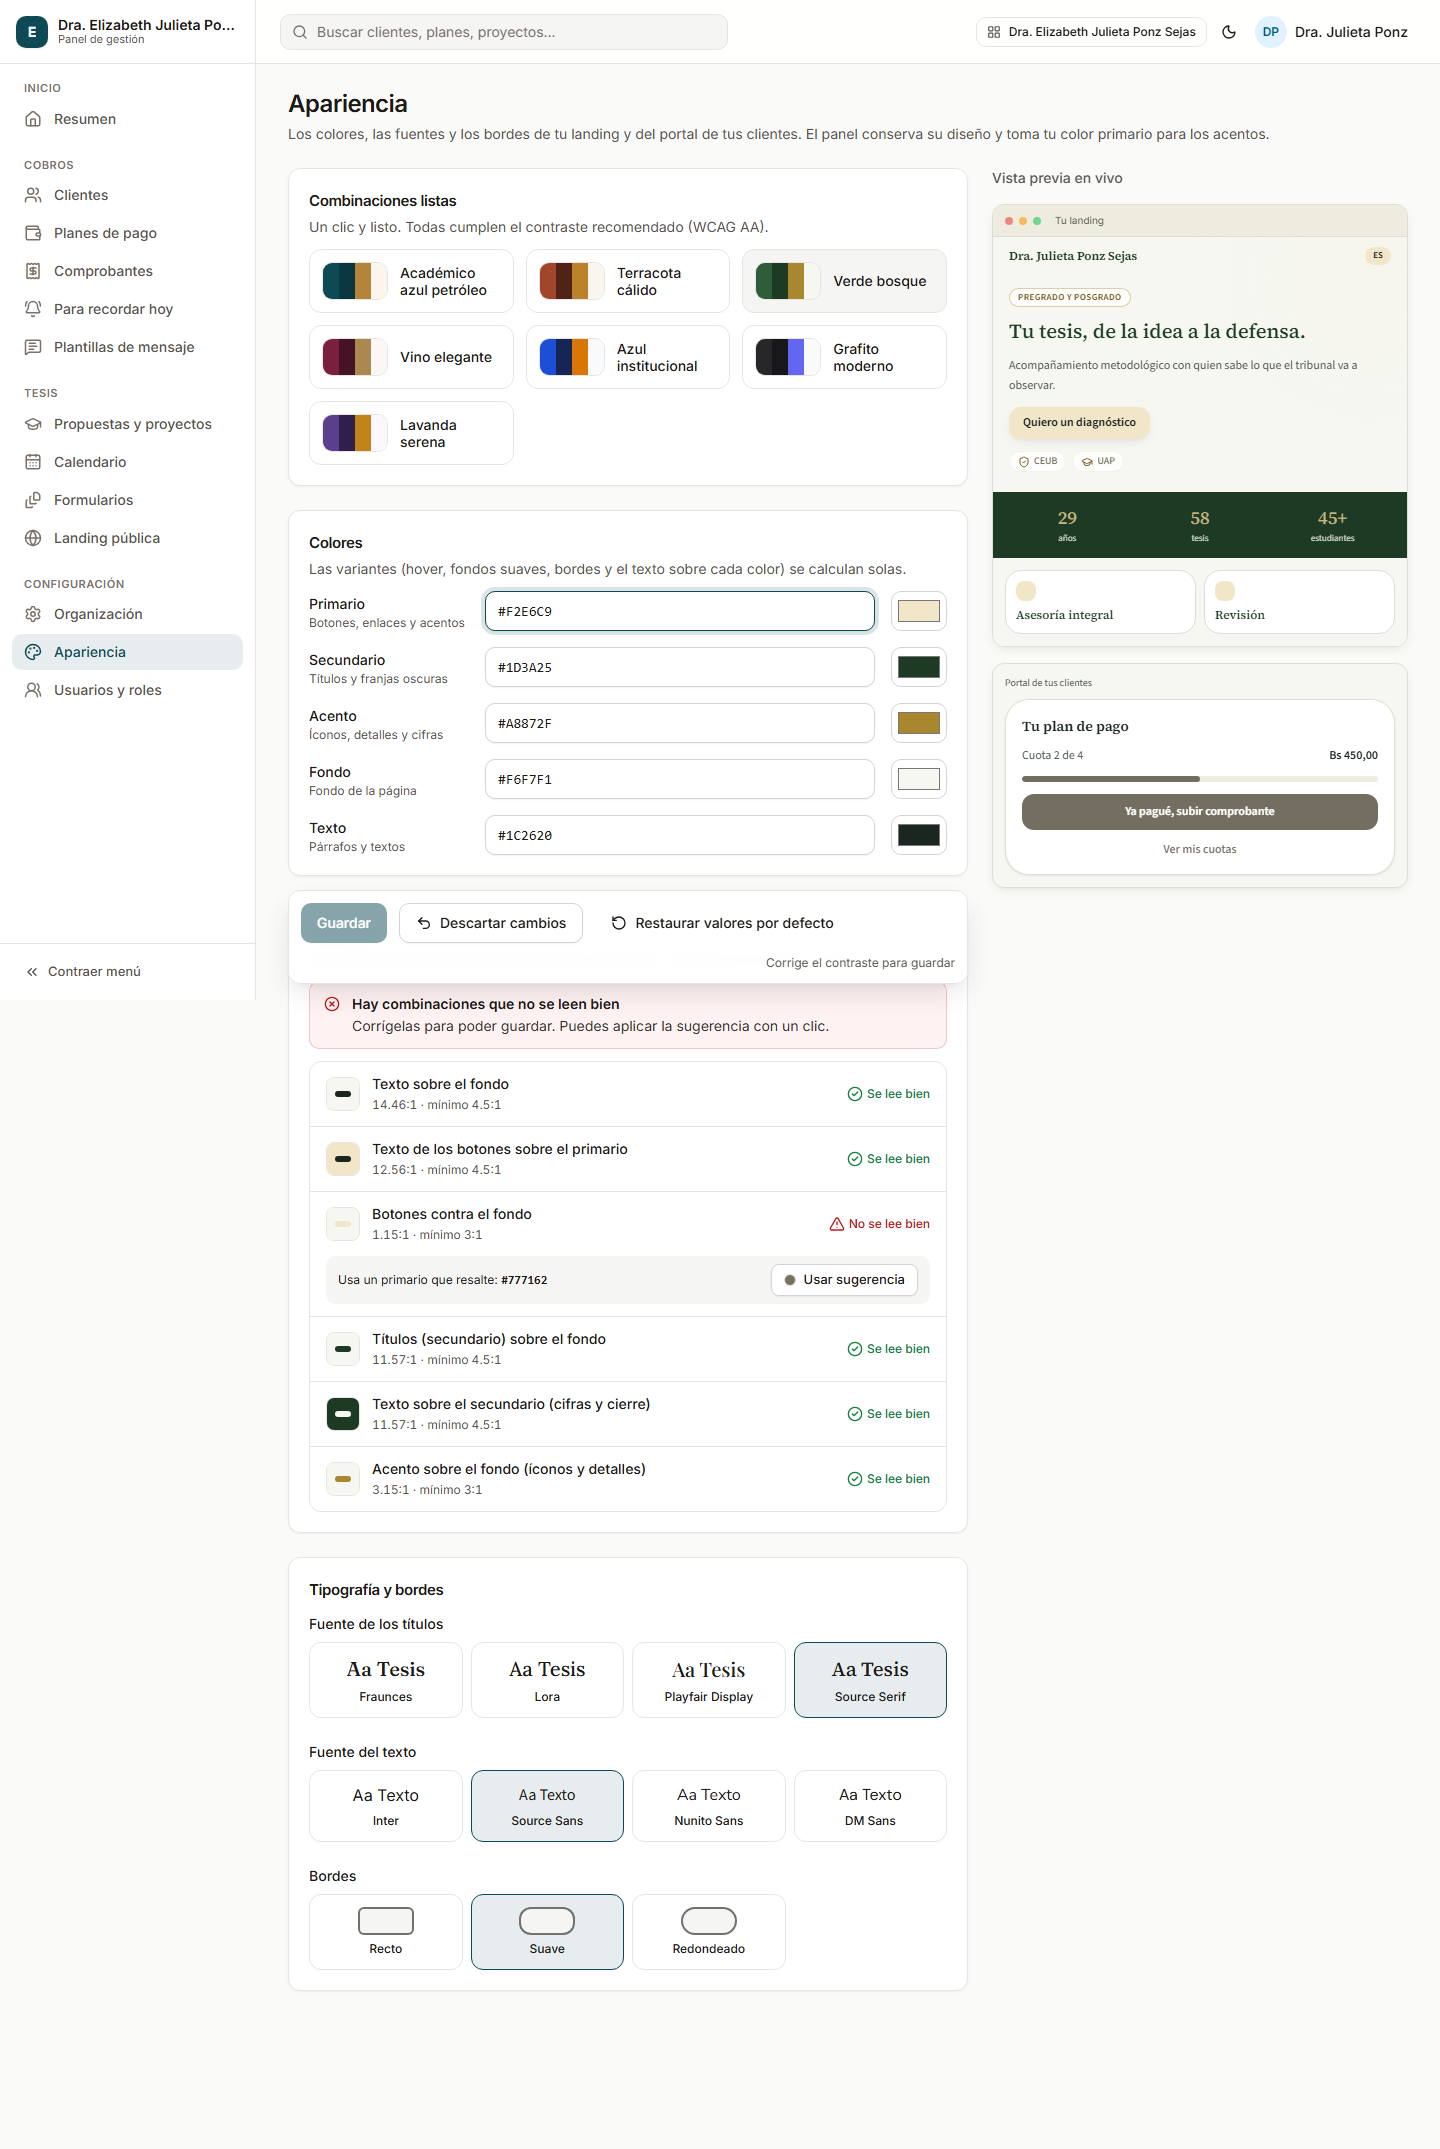 E
Dra. Elizabeth Julieta Po...
Panel de gestión
Buscar clientes, planes, proyectos...
Dra. Elizabeth Julieta Ponz Sejas
DP
Dra. Julieta Ponz
INICIO
Resumen
COBROS
Clientes
Planes de pago
Comprobantes
Para recordar hoy
Plantillas de mensaje
TESIS
Propuestas y proyectos
Calendario
Formularios
Landing pública
CONFIGURACIÓN
Organización
Apariencia
Usuarios y roles
Contraer menú
Apariencia
Los colores, las fuentes y los bordes de tu landing y del portal de tus clientes. El panel conserva su diseño y toma tu color primario para los acentos.
Combinaciones listas
Un clic y listo. Todas cumplen el contraste recomendado (WCAG AA).
Académico
azul petróleo
Terracota
cálido
Verde bosque
Vino elegante
Azul
institucional
Grafito
moderno
Lavanda
serena
Colores
Las variantes (hover, fondos suaves, bordes y el texto sobre cada color) se calculan solas.
Primario
Botones, enlaces y acentos
#F2E6C9
Secundario
Títulos y franjas oscuras
#1D3A25
Acento
Íconos, detalles y cifras
#A8872F
Fondo
Fondo de la página
#F6F7F1
Texto
Párrafos y textos
#1C2620
Guardar
Descartar cambios
Restaurar valores por defecto
Corrige el contraste para guardar
Hay combinaciones que no se leen bien
Corrígelas para poder guardar. Puedes aplicar la sugerencia con un clic.
Texto sobre el fondo
14.46:1 · mínimo 4.5:1
Se lee bien
Texto de los botones sobre el primario
12.56:1 · mínimo 4.5:1
Se lee bien
Botones contra el fondo
1.15:1 · mínimo 3:1
No se lee bien
Usa un primario que resalte: #777162
Usar sugerencia
Títulos (secundario) sobre el fondo
11.57:1 · mínimo 4.5:1
Se lee bien
Texto sobre el secundario (cifras y cierre)
11.57:1 · mínimo 4.5:1
Se lee bien
Acento sobre el fondo (íconos y detalles)
3.15:1 · mínimo 3:1
Se lee bien
Tipografía y bordes
Fuente de los títulos
Aa Tesis
Fraunces
Aa Tesis
Lora
Aa Tesis
Playfair Display
Aa Tesis
Source Serif
Fuente del texto
Aa Texto
Inter
Aa Texto
Source Sans
Aa Texto
Nunito Sans
Aa Texto
DM Sans
Bordes
Recto
Suave
Redondeado
Vista previa en vivo
Tu landing
Dra. Julieta Ponz Sejas
ES
PREGRADO Y POSGRADO
Tu tesis, de la idea a la defensa.
Acompañamiento metodológico con quien sabe lo que el tribunal va a
observar.
Quiero un diagnóstico
CEUB
UAP
29
años
58
tesis
45+
estudiantes
Asesoría integral
Revisión
Portal de tus clientes
Tu plan de pago
Cuota 2 de 4
Bs 450,00
Ya pagué, subir comprobante
Ver mis cuotas